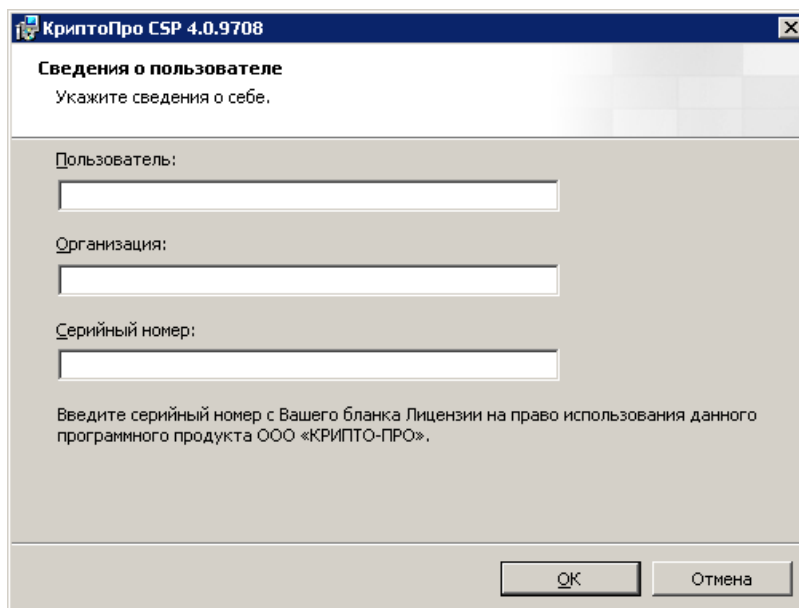 КриптоПро CSP 4.0.9708
Сведения о пользователе
Укажите сведения о себе.
Пользователь:
Организация:
Серийный номер:
Введите серийный номер с Вашего бланка Лицензии на право использования данного
программного продукта ООО «КРИПТО-ПРО».
OK
Отмена